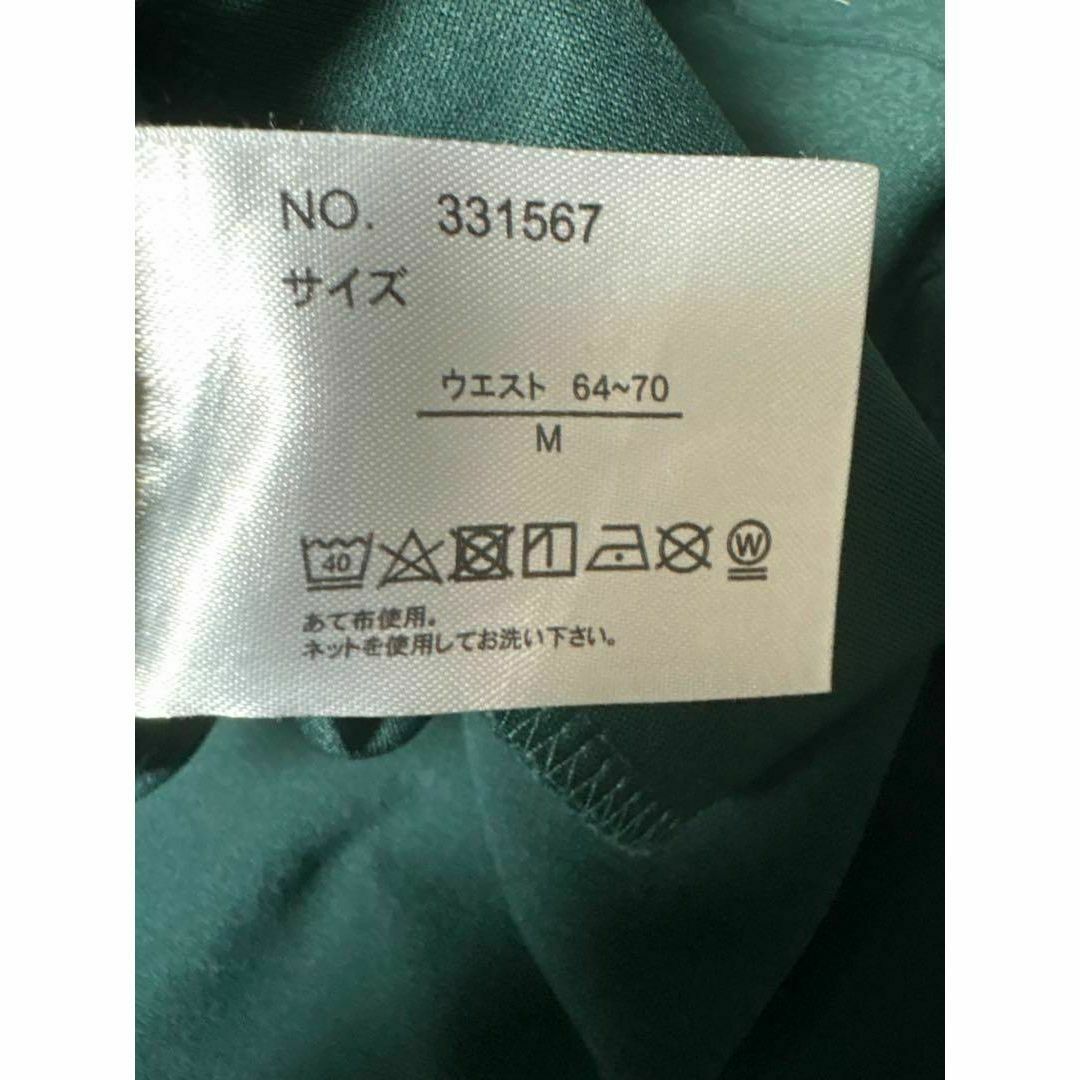 NO. 331567
サイズ
ウエスト 64~70
M
40 W
あて布使用。
ネットを使用してお洗い下さい。